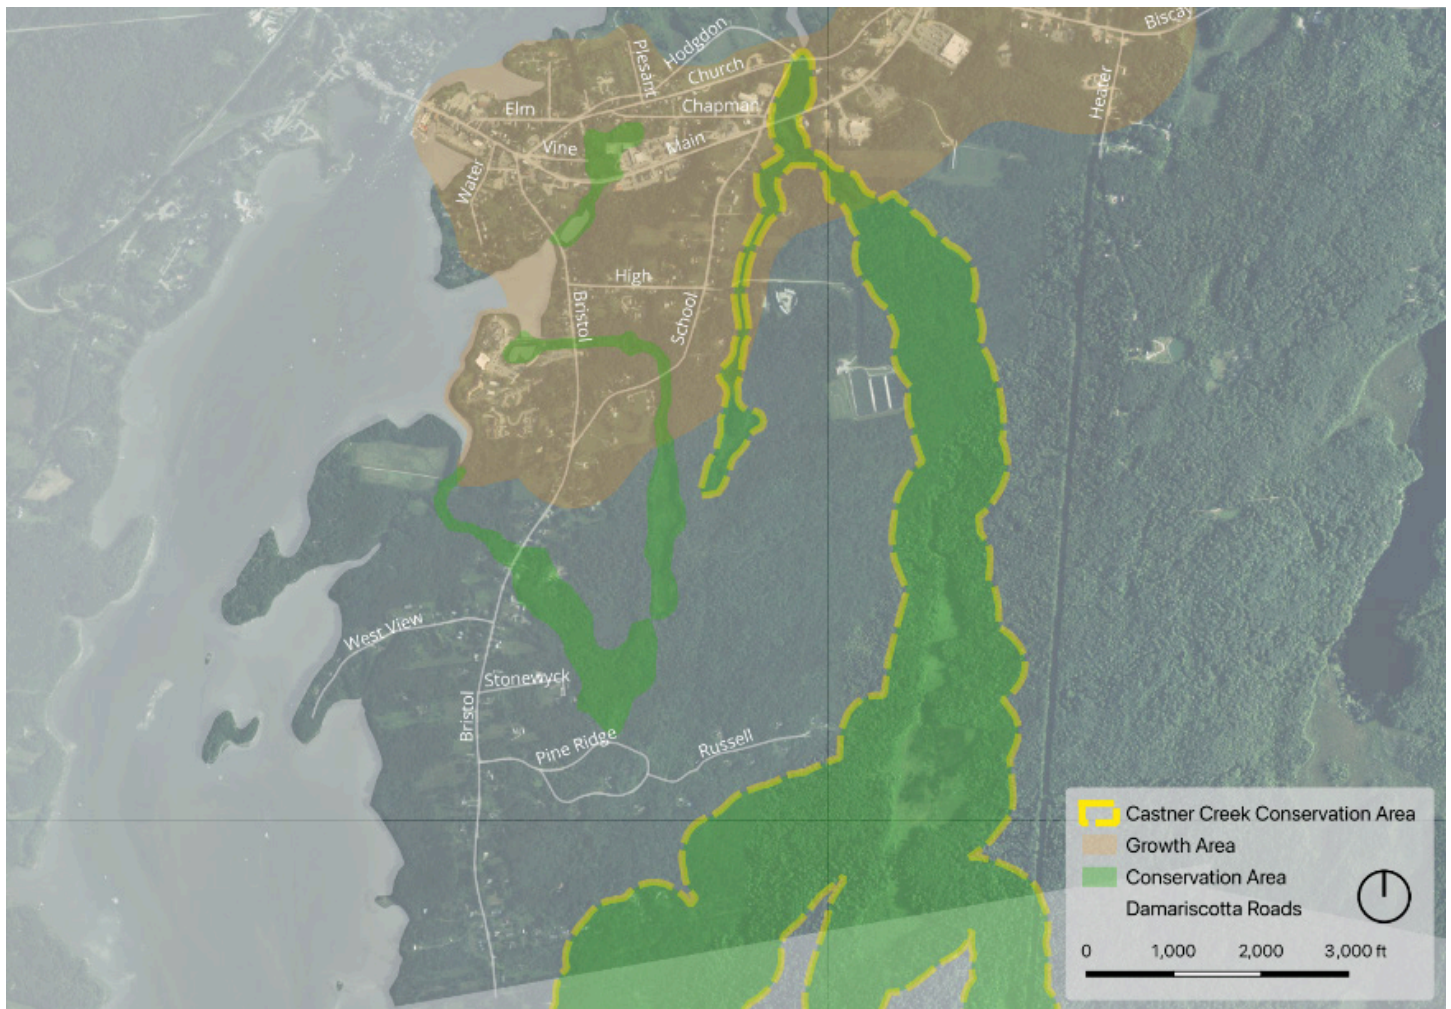 Biscay
Hodgdon
Plesant
Church
Heater
Elm
Chapman
Vine
Main
Water
High
Bristol
School
West View
Stonewyck
Bristol
Pine Ridge
Russell
Castner Creek Conservation Area
Growth Area
Conservation Area
Damariscotta Roads
0 1,000 2,000 3,000 ft